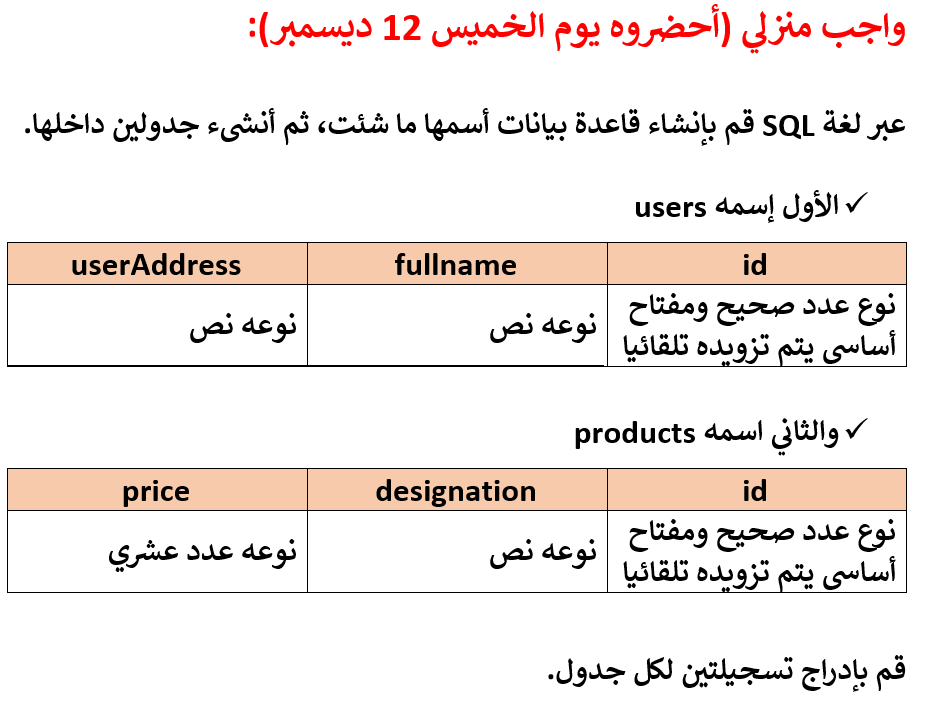 واجب منزلي (أحضروه يوم الخميس 12 ديسمبر):
عبر لغة SQL قم بإنشاء قاعدة بيانات أسمها ما شئت، ثم أنشىء جدولين داخلها.
✓ الأول إسمه users
id fullname userAddress
نوع عدد صحيح ومفتاح أساسي يتم تزويده تلقائيا نوعه نص نوعه نص
✓ والثاني اسمه products
id designation price
نوع عدد صحيح ومفتاح أساسي يتم تزويده تلقائيا نوعه نص نوعه عدد عشري
قم بإدراج تسجيلتين لكل جدول.